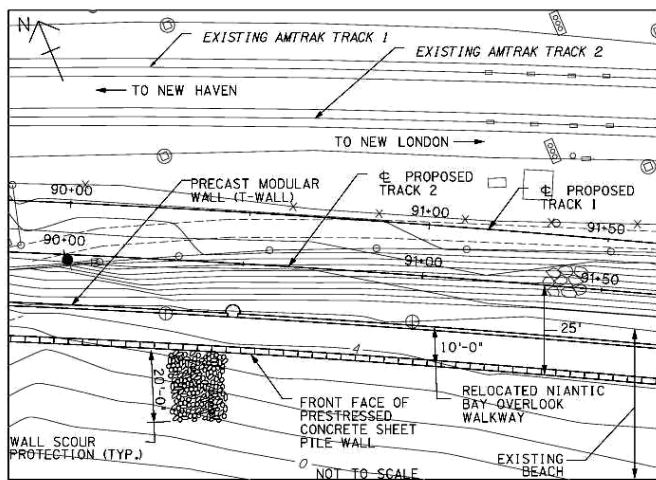 N
EXISTING AMTRAK TRACK 1
EXISTING AMTRAK TRACK 2
TO NEW HAVEN
TO NEW LONDON
PRECAST MODULAR
WALL (T-WALL)
℄ PROPOSED
TRACK 2
℄ PROPOSED
TRACK 1
90+00
91+00
91+50
90+00
91+00
91+50
25'
10'-0"
4
20'-0"
FRONT FACE OF
PRESTRESSED
CONCRETE SHEET
PILE WALL
RELOCATED NIANTIC
BAY OVERLOOK
WALKWAY
WALL SCOUR
PROTECTION (TYP.)
0
NOT TO SCALE
EXISTING
BEACH